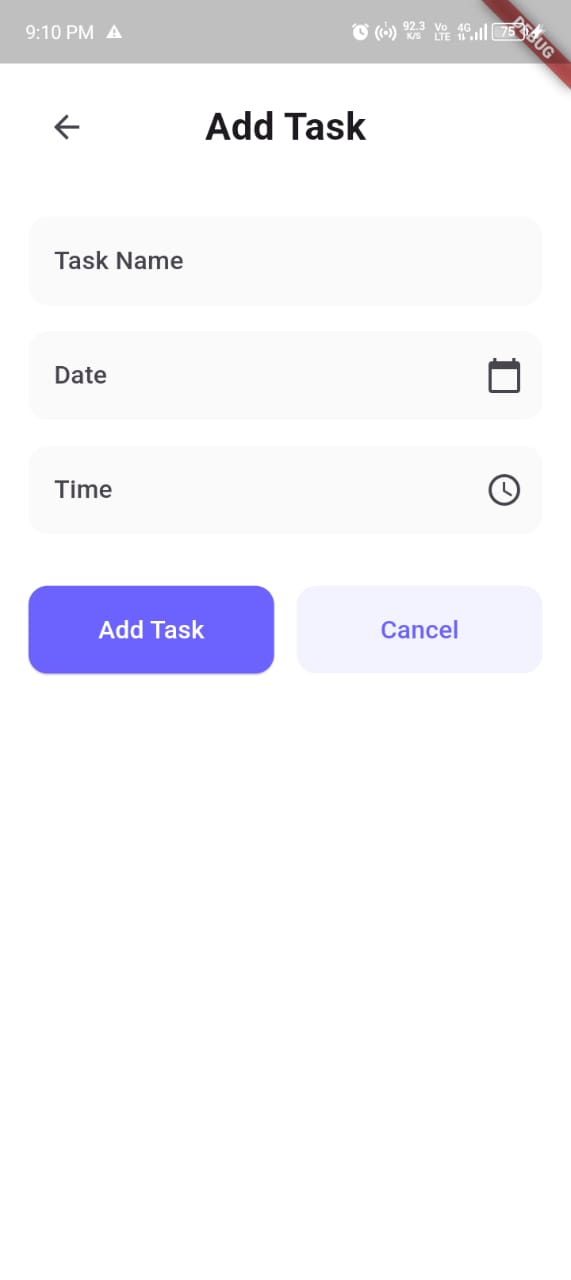 9:10 PM 92.3 K/S Vo LTE 4G 75
DEBUG
Add Task
Task Name
Date
Time
Add Task Cancel